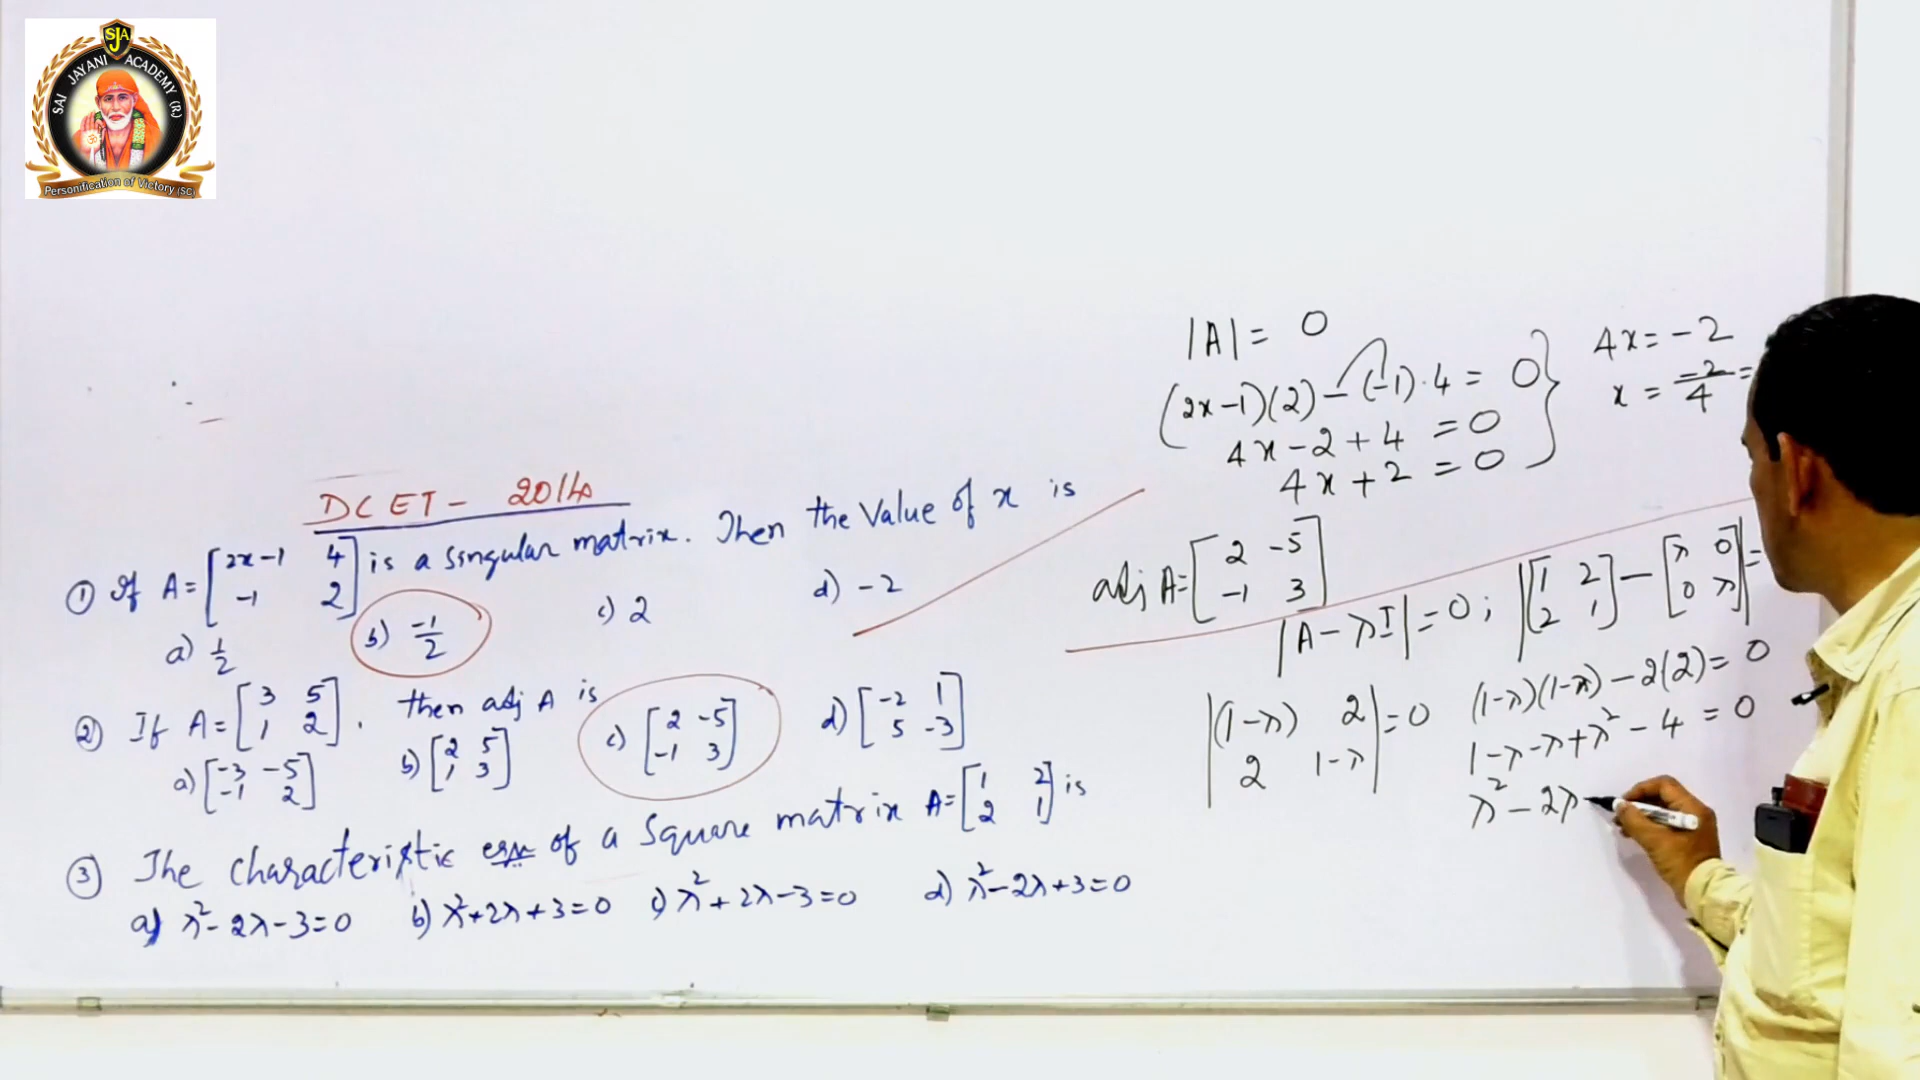 SAI JAYANI ACADEMY (R.)
SJA
Personification of Victory (SC)
DCET - 2014
① If A = [2x-1 4
-1 2] is a singular matrix. Then the value of x is
a) 1/2 b) -1/2 c) 2 d) -2
② If A = [3 5
1 2]. then adj A is
a) [-3 -5
-1 2] b) [2 5
1 3] c) [2 -5
-1 3] d) [-2 1
5 -3]
③ The characteristic eqn of a Square matrix A = [1 2
2 1] is
a) λ² - 2λ - 3 = 0 b) λ² + 2λ + 3 = 0 c) λ² + 2λ - 3 = 0 d) λ² - 2λ + 3 = 0
|A| = 0
(2x-1)(2) - (-1)·4 = 0
4x - 2 + 4 = 0
4x + 2 = 0
4x = -2
x = -2/4 =
adj A = [2 -5
-1 3]
|A - λI| = 0; |[1 2
2 1] - [λ 0
0 λ]| =
|(1-λ) 2
2 1-λ| = 0
(1-λ)(1-λ) - 2(2) = 0
1 - λ - λ + λ² - 4 = 0
λ² - 2λ -